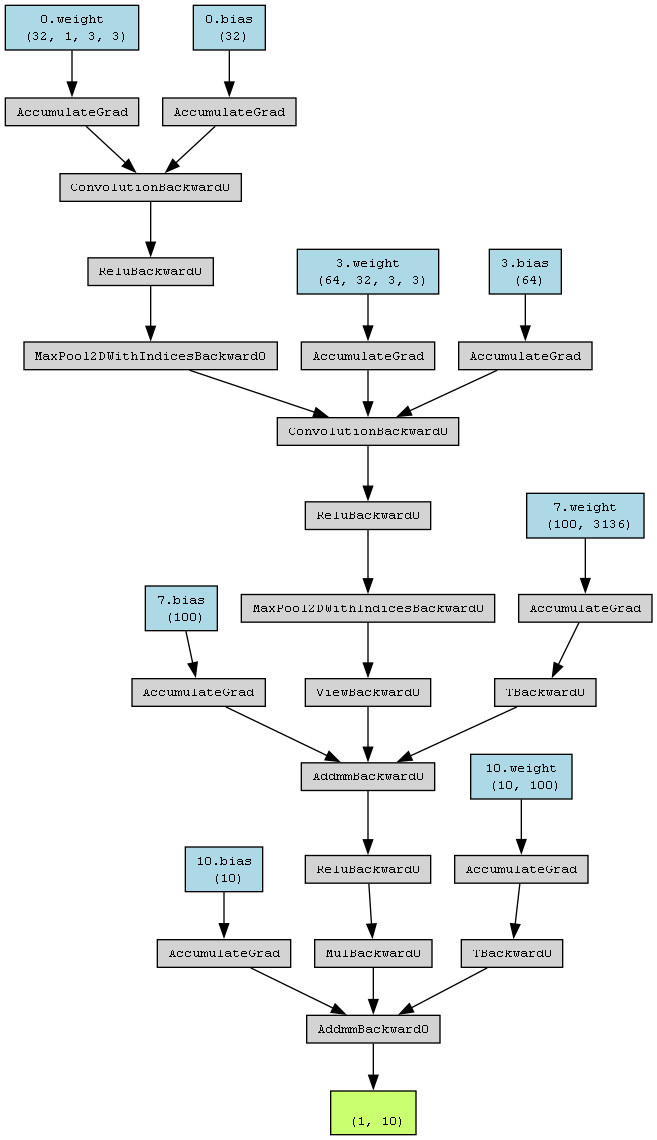 0.weight
(32, 1, 3, 3)
0.bias
(32)
AccumulateGrad
AccumulateGrad
ConvolutionBackward0
ReluBackward0
3.weight
(64, 32, 3, 3)
3.bias
(64)
MaxPool2DWithIndicesBackward0
AccumulateGrad
AccumulateGrad
ConvolutionBackward0
ReluBackward0
7.weight
(100, 3136)
7.bias
(100)
MaxPool2DWithIndicesBackward0
AccumulateGrad
AccumulateGrad
ViewBackward0
TBackward0
AddmmBackward0
10.weight
(10, 100)
10.bias
(10)
ReluBackward0
AccumulateGrad
AccumulateGrad
MulBackward0
TBackward0
AddmmBackward0
(1, 10)